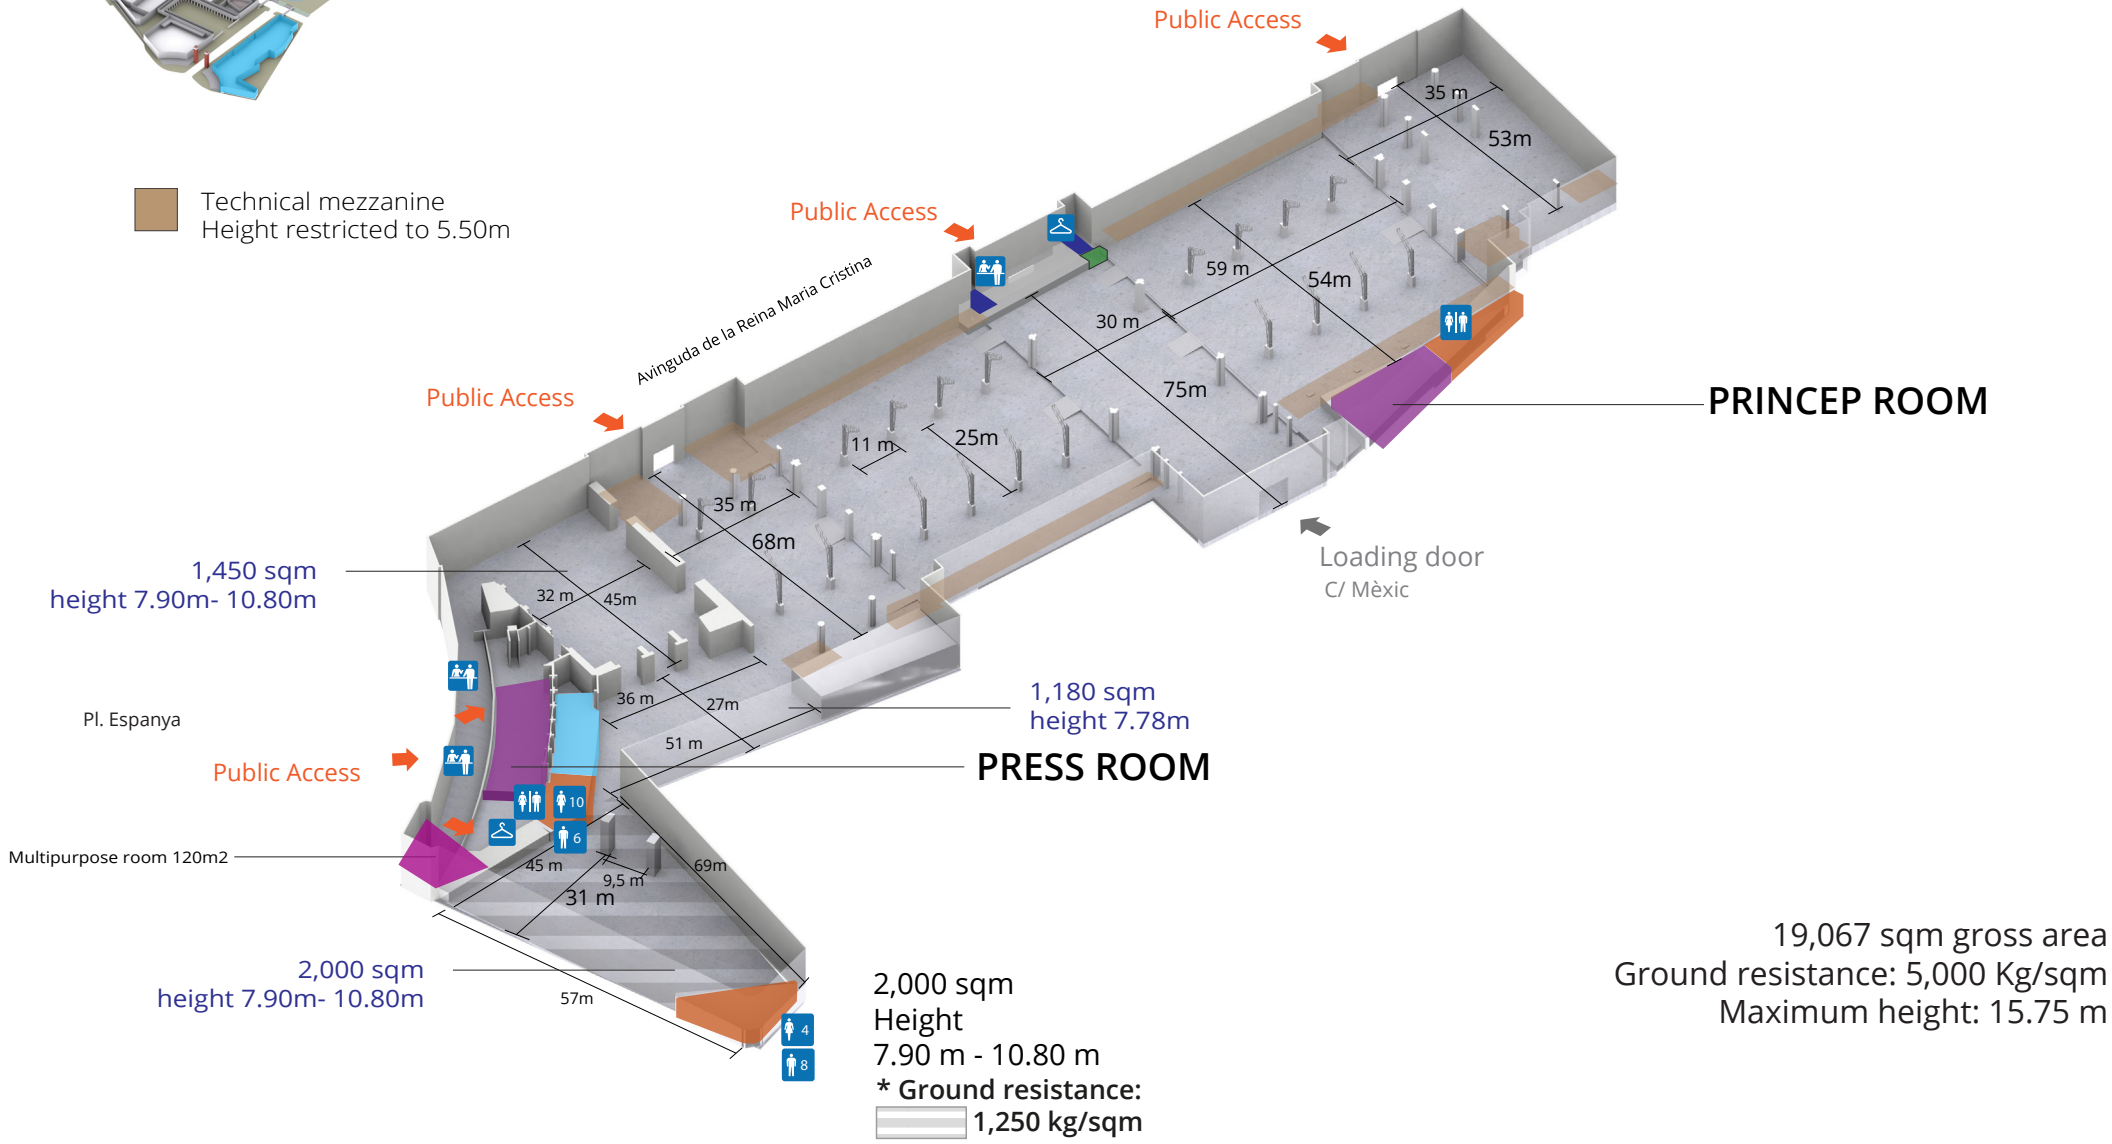 Public Access
35 m
53m
Technical mezzanine
Height restricted to 5.50m
Public Access
Avinguda de la Reina Maria Cristina
59 m
54m
30 m
75m
Public Access
PRINCEP ROOM
11 m
25m
35 m
68m
Loading door
C/ Mèxic
1,450 sqm
height 7.90m- 10.80m
32 m
45m
36 m
27m
1,180 sqm
height 7.78m
Pl. Espanya
51 m
PRESS ROOM
Public Access
10
6
Multipurpose room 120m2
45 m
9,5 m
69m
31 m
2,000 sqm
height 7.90m- 10.80m
57m
4
8
2,000 sqm
Height
7.90 m - 10.80 m
* Ground resistance:
1,250 kg/sqm
19,067 sqm gross area
Ground resistance: 5,000 Kg/sqm
Maximum height: 15.75 m